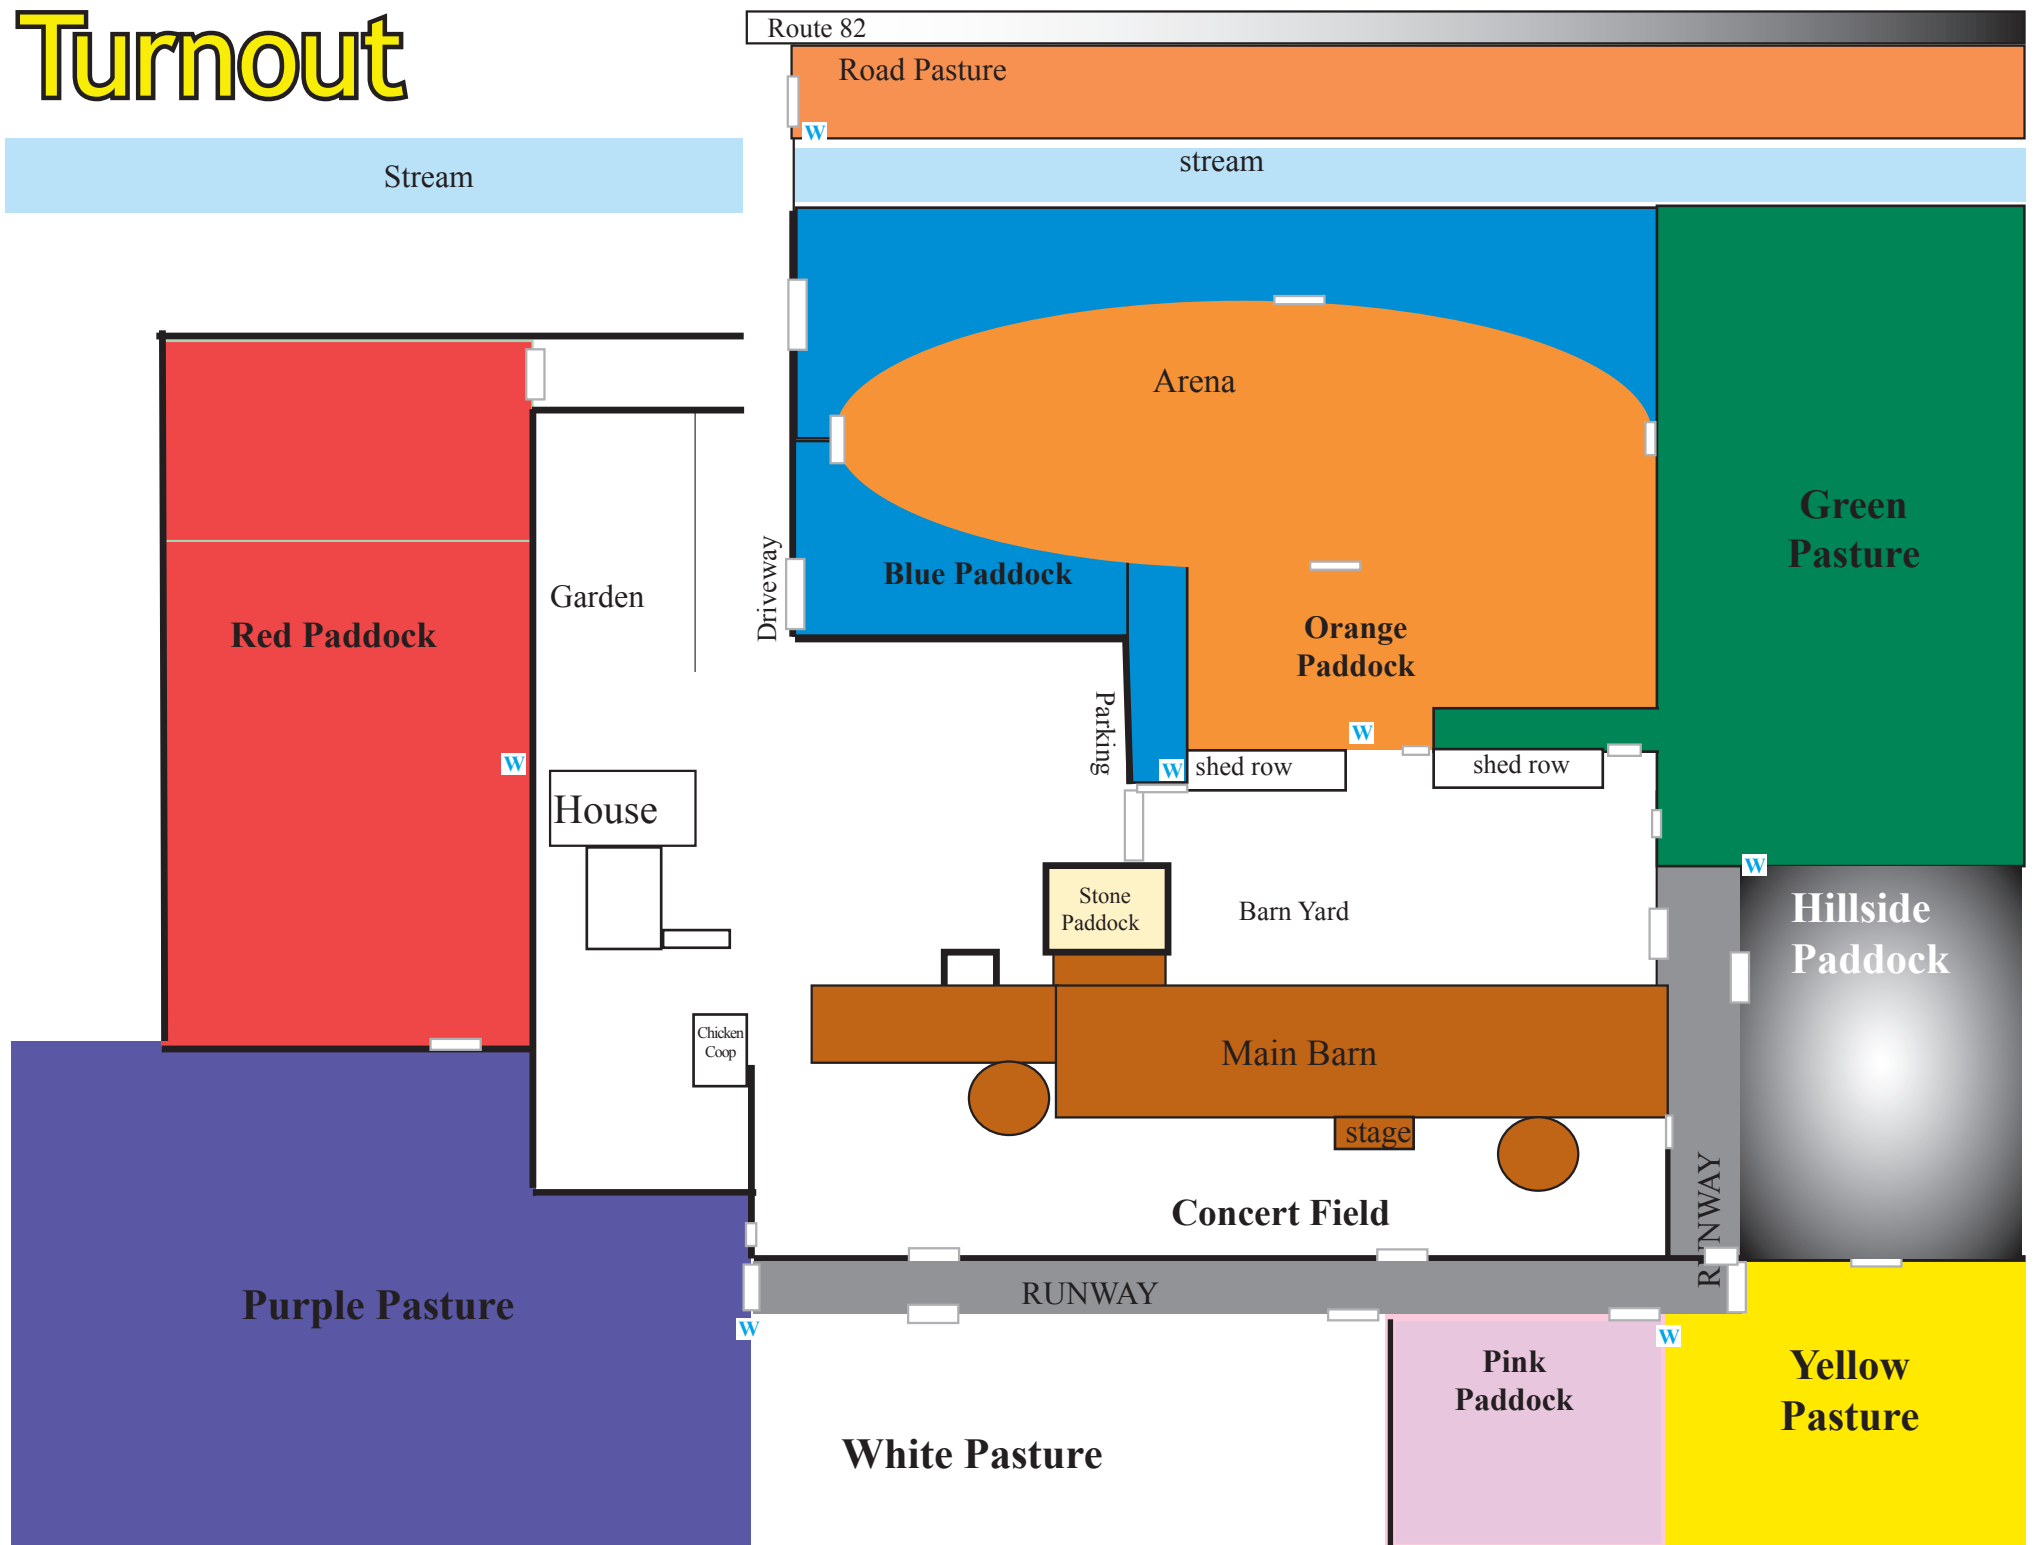 Turnout
Route 82
Road Pasture
W
Stream
stream
Arena
Green
Pasture
Driveway
Blue Paddock
Garden
Red Paddock
Orange
Paddock
Parking
W
W
W
shed row
shed row
House
W
Stone
Paddock
Barn Yard
Hillside
Paddock
Chicken
Coop
Main Barn
stage
RUNWAY
Concert Field
RUNWAY
Purple Pasture
W
W
Pink
Paddock
Yellow
Pasture
White Pasture